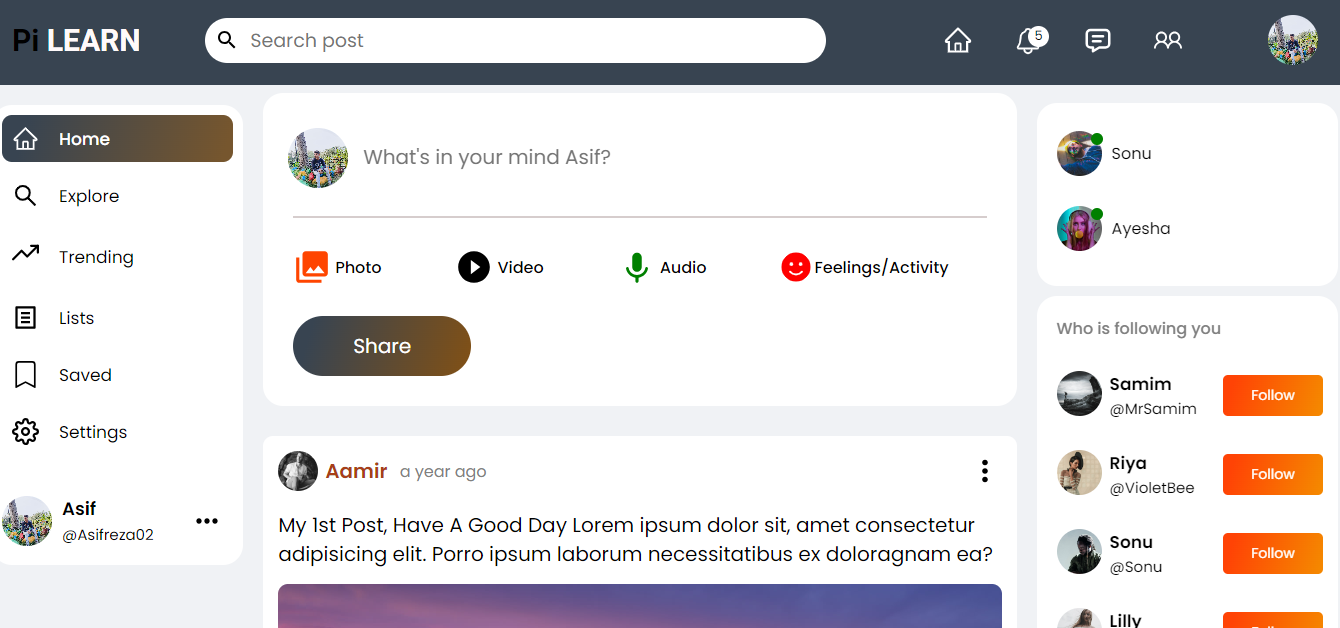 Pi LEARN
Search post
5
Home
Explore
Trending
Lists
Saved
Settings
Asif
@Asifreza02
What's in your mind Asif?
Photo
Video
Audio
Feelings/Activity
Share
Aamir a year ago
My 1st Post, Have A Good Day Lorem ipsum dolor sit, amet consectetur
adipisicing elit. Porro ipsum laborum necessitatibus ex doloragnam ea?
Sonu
Ayesha
Who is following you
Samim
@MrSamim
Follow
Riya
@VioletBee
Follow
Sonu
@Sonu
Follow
Lilly
Follow